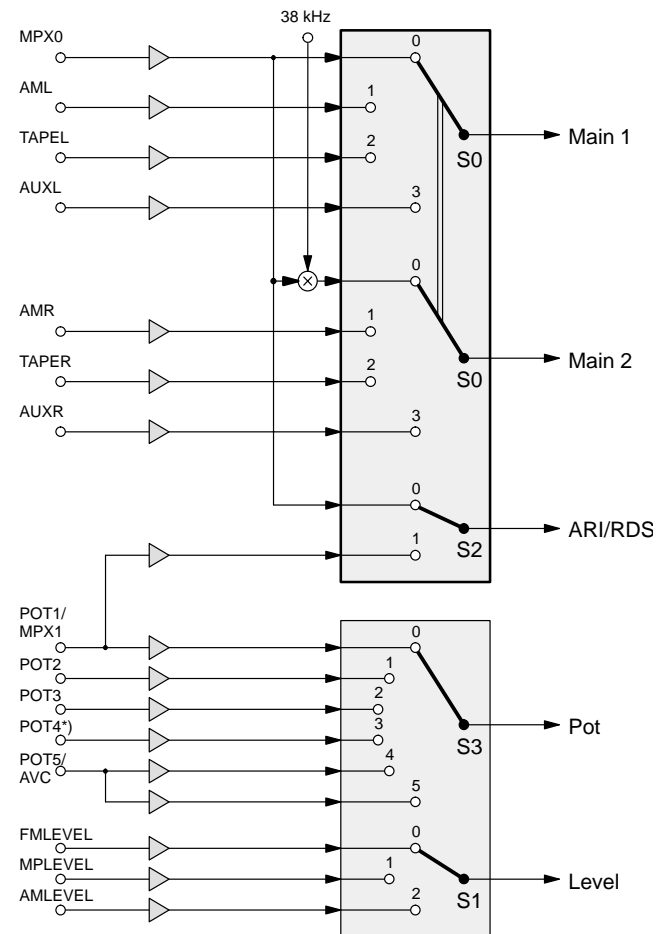 38 kHz
MPX0
0
AML
1
Main 1
TAPEL
2
S0
AUXL
3
0
AMR
1
Main 2
TAPER
2
S0
AUXR
3
0
ARI/RDS
1
S2
POT1/
MPX1
0
POT2
1
POT3
2
POT4*)
3
Pot
S3
POT5/
AVC
4
5
FMLEVEL
0
MPLEVEL
1
Level
AMLEVEL
2
S1